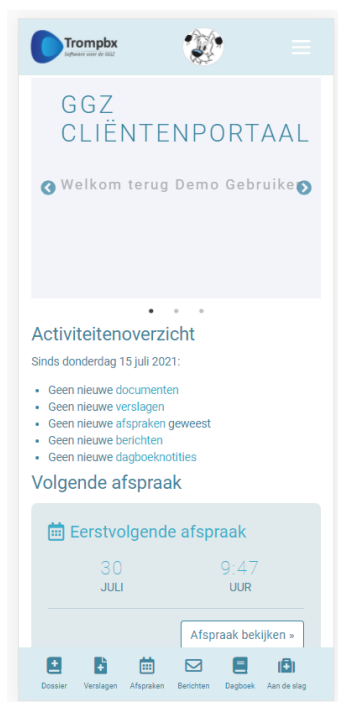 Trompbx
Software voor de GGZ
GGZ
CLIËNTENPORTAAL
Welkom terug Demo Gebruike
Activiteitenoverzicht
Sinds donderdag 15 juli 2021:
Geen nieuwe documenten
Geen nieuwe verslagen
Geen nieuwe afspraken geweest
Geen nieuwe berichten
Geen nieuwe dagboeknotities
Volgende afspraak
Eerstvolgende afspraak
30 9:47
JULI UUR
Afspraak bekijken »
Dossier Verslagen Afspraken Berichten Dagboek Aan de slag